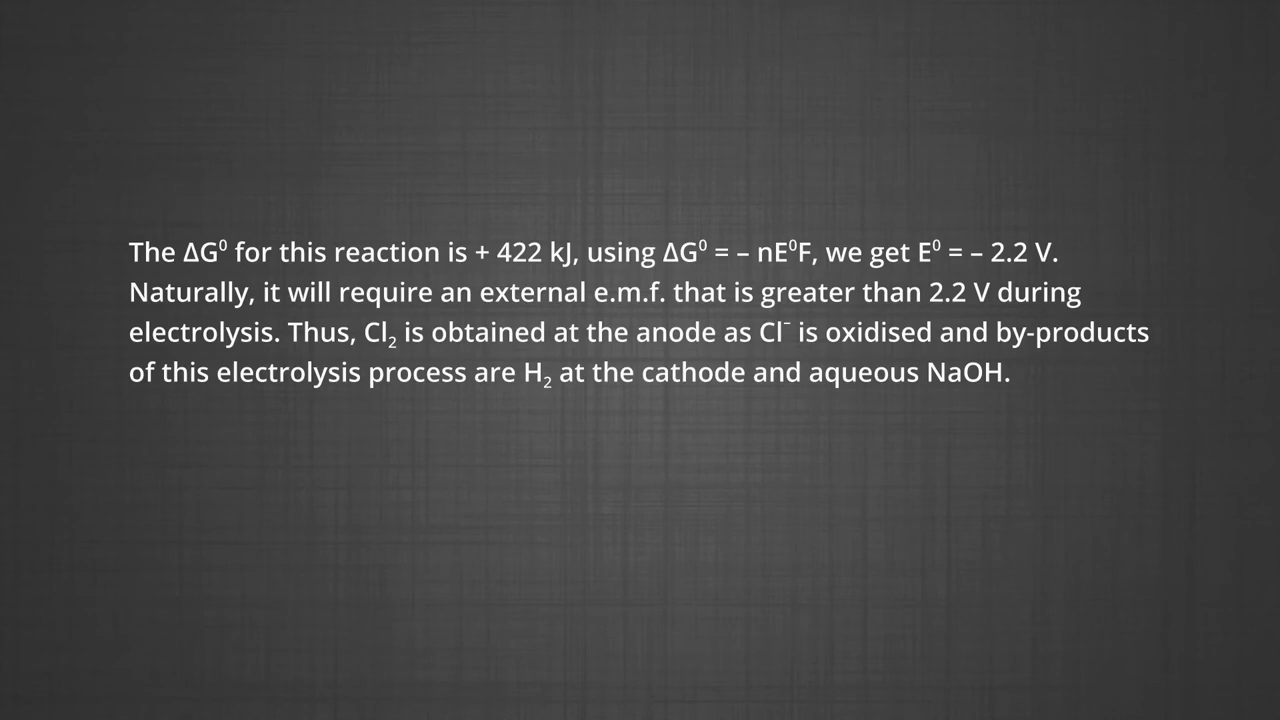 The ΔG⁰ for this reaction is + 422 kJ, using ΔG⁰ = – nE⁰F, we get E⁰ = – 2.2 V.
Naturally, it will require an external e.m.f. that is greater than 2.2 V during
electrolysis. Thus, Cl₂ is obtained at the anode as Cl⁻ is oxidised and by-products
of this electrolysis process are H₂ at the cathode and aqueous NaOH.